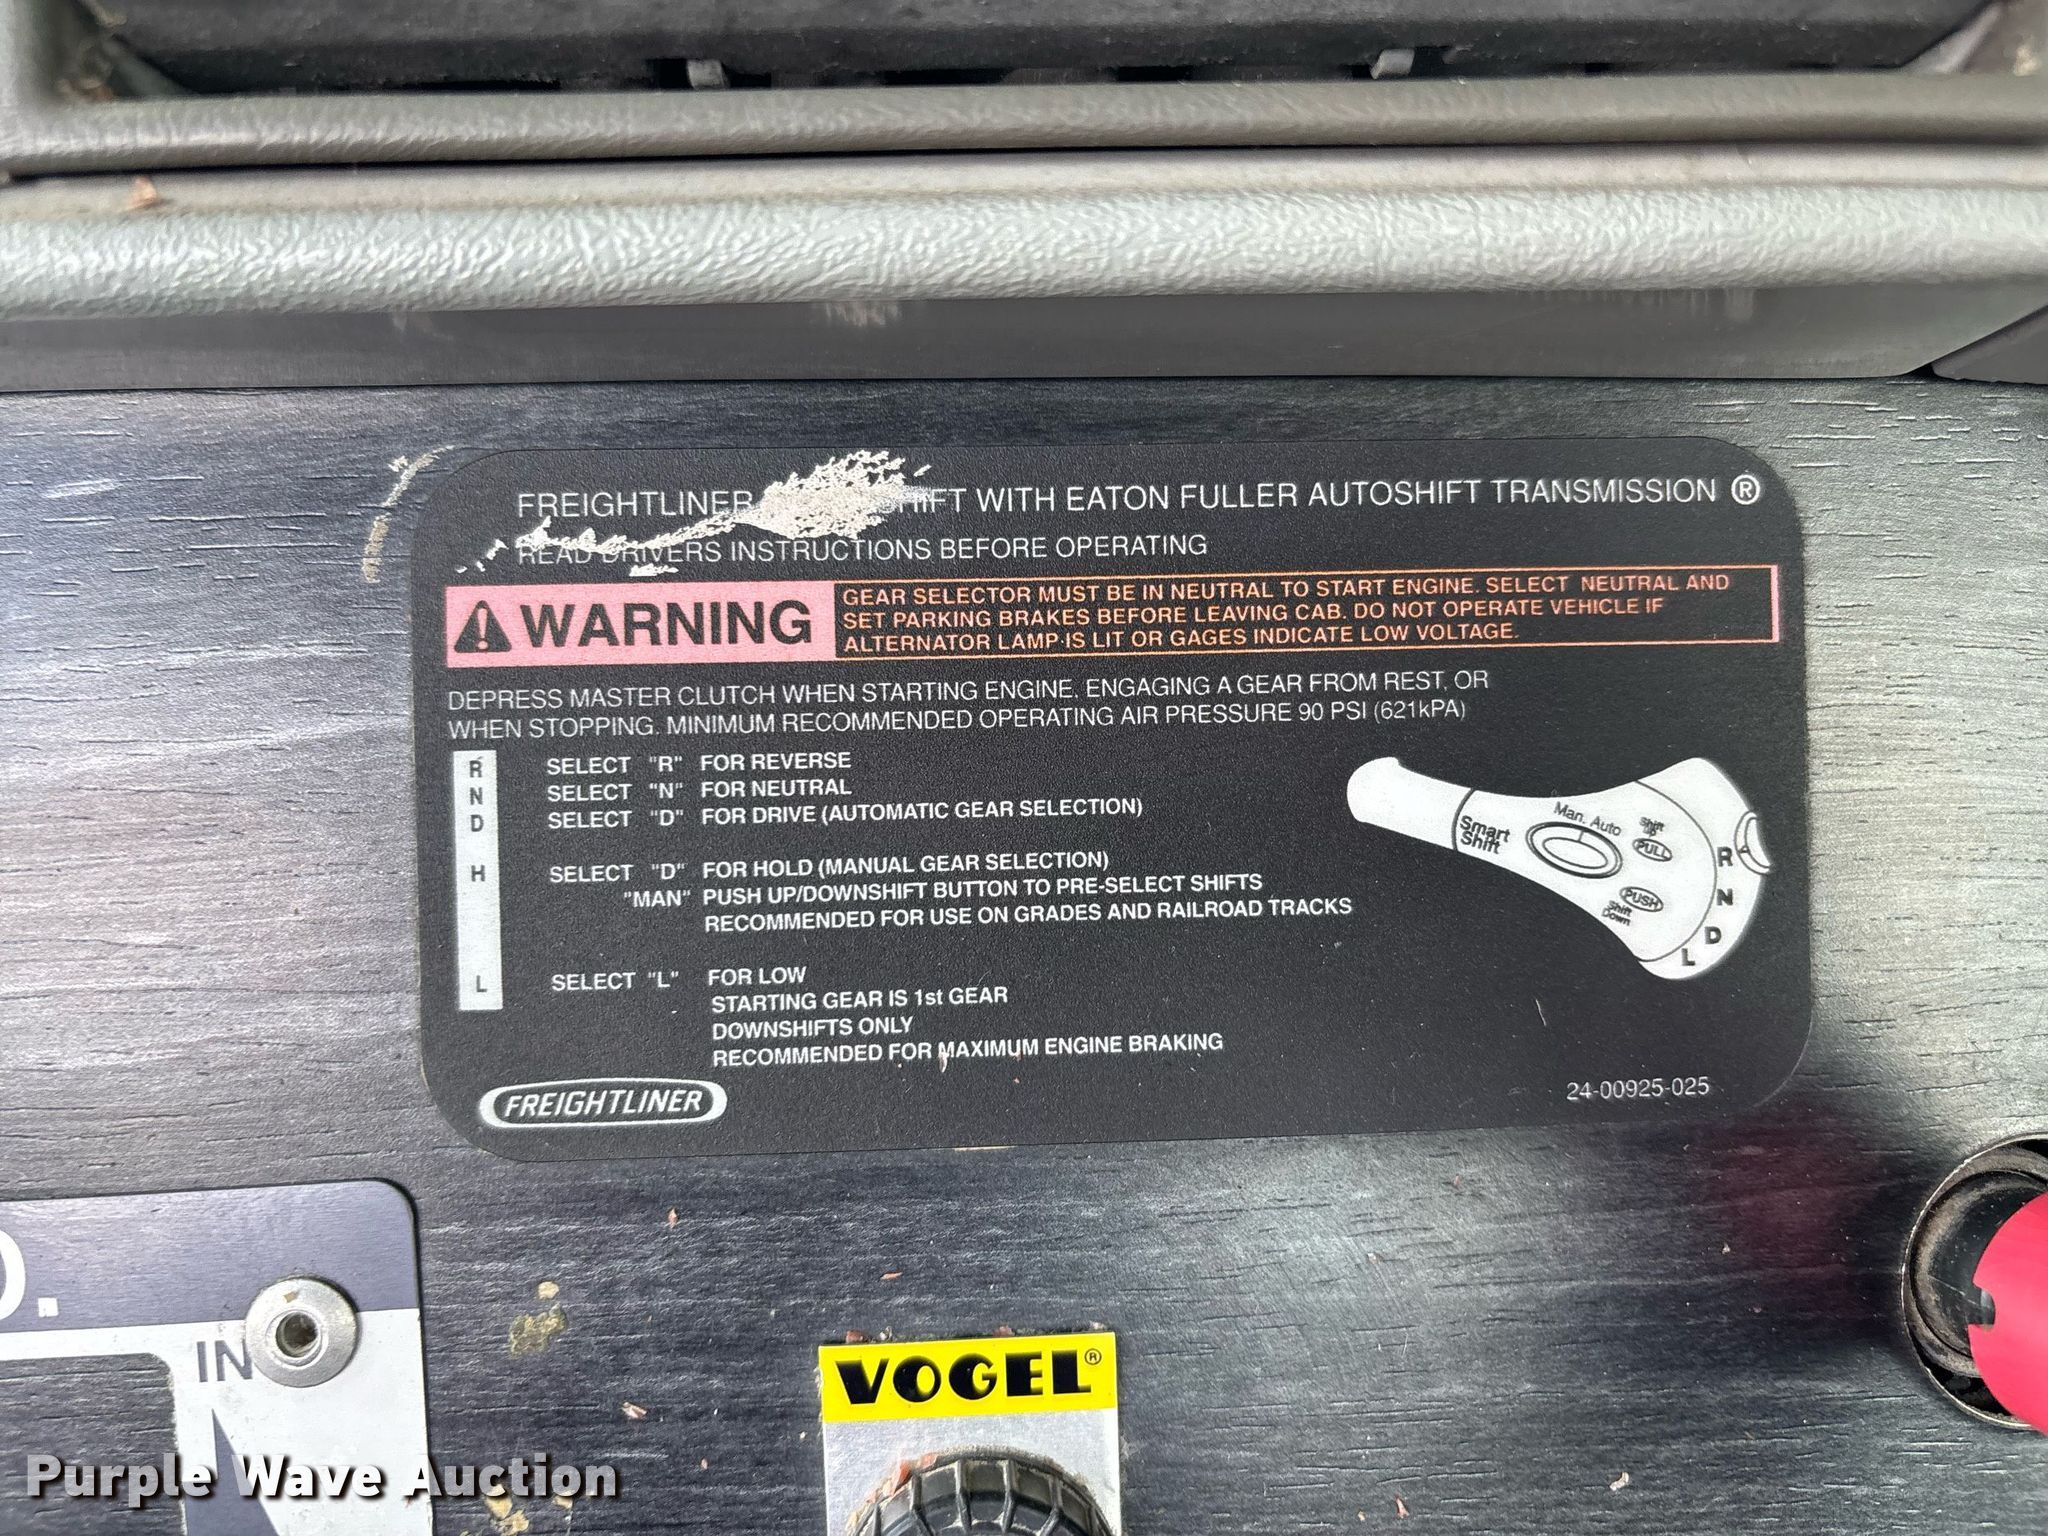 FREIGHTLINER SHIFT WITH EATON FULLER AUTOSHIFT TRANSMISSION ®
READ DRIVERS INSTRUCTIONS BEFORE OPERATING
WARNING
GEAR SELECTOR MUST BE IN NEUTRAL TO START ENGINE. SELECT NEUTRAL AND
SET PARKING BRAKES BEFORE LEAVING CAB. DO NOT OPERATE VEHICLE IF
ALTERNATOR LAMP IS LIT OR GAGES INDICATE LOW VOLTAGE.
DEPRESS MASTER CLUTCH WHEN STARTING ENGINE, ENGAGING A GEAR FROM REST, OR
WHEN STOPPING. MINIMUM RECOMMENDED OPERATING AIR PRESSURE 90 PSI (621kPA)
R SELECT "R" FOR REVERSE
N SELECT "N" FOR NEUTRAL
D SELECT "D" FOR DRIVE (AUTOMATIC GEAR SELECTION)
H SELECT "D" FOR HOLD (MANUAL GEAR SELECTION)
"MAN" PUSH UP/DOWNSHIFT BUTTON TO PRE-SELECT SHIFTS
RECOMMENDED FOR USE ON GRADES AND RAILROAD TRACKS
L SELECT "L" FOR LOW
STARTING GEAR IS 1st GEAR
DOWNSHIFTS ONLY
RECOMMENDED FOR MAXIMUM ENGINE BRAKING
Smart
Shift
Man. Auto
Shift
Up
PULL
PUSH
Shift
Down
R
N
D
L
FREIGHTLINER
24-00925-025
IN
VOGEL®
Purple Wave Auction